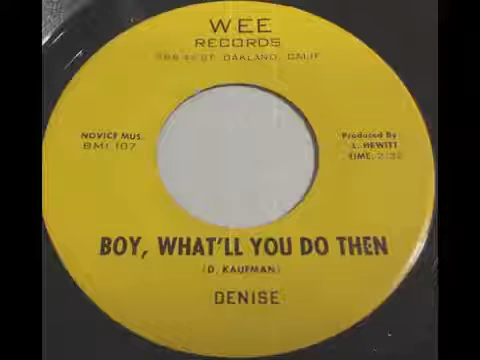 WEE
RECORDS
OAKLAND, CALIF
NOVICE MUS.
BMI 107
Produced By
L. HEWITT
TIME:
BOY, WHAT'LL YOU DO THEN
(D. KAUFMAN)
DENISE